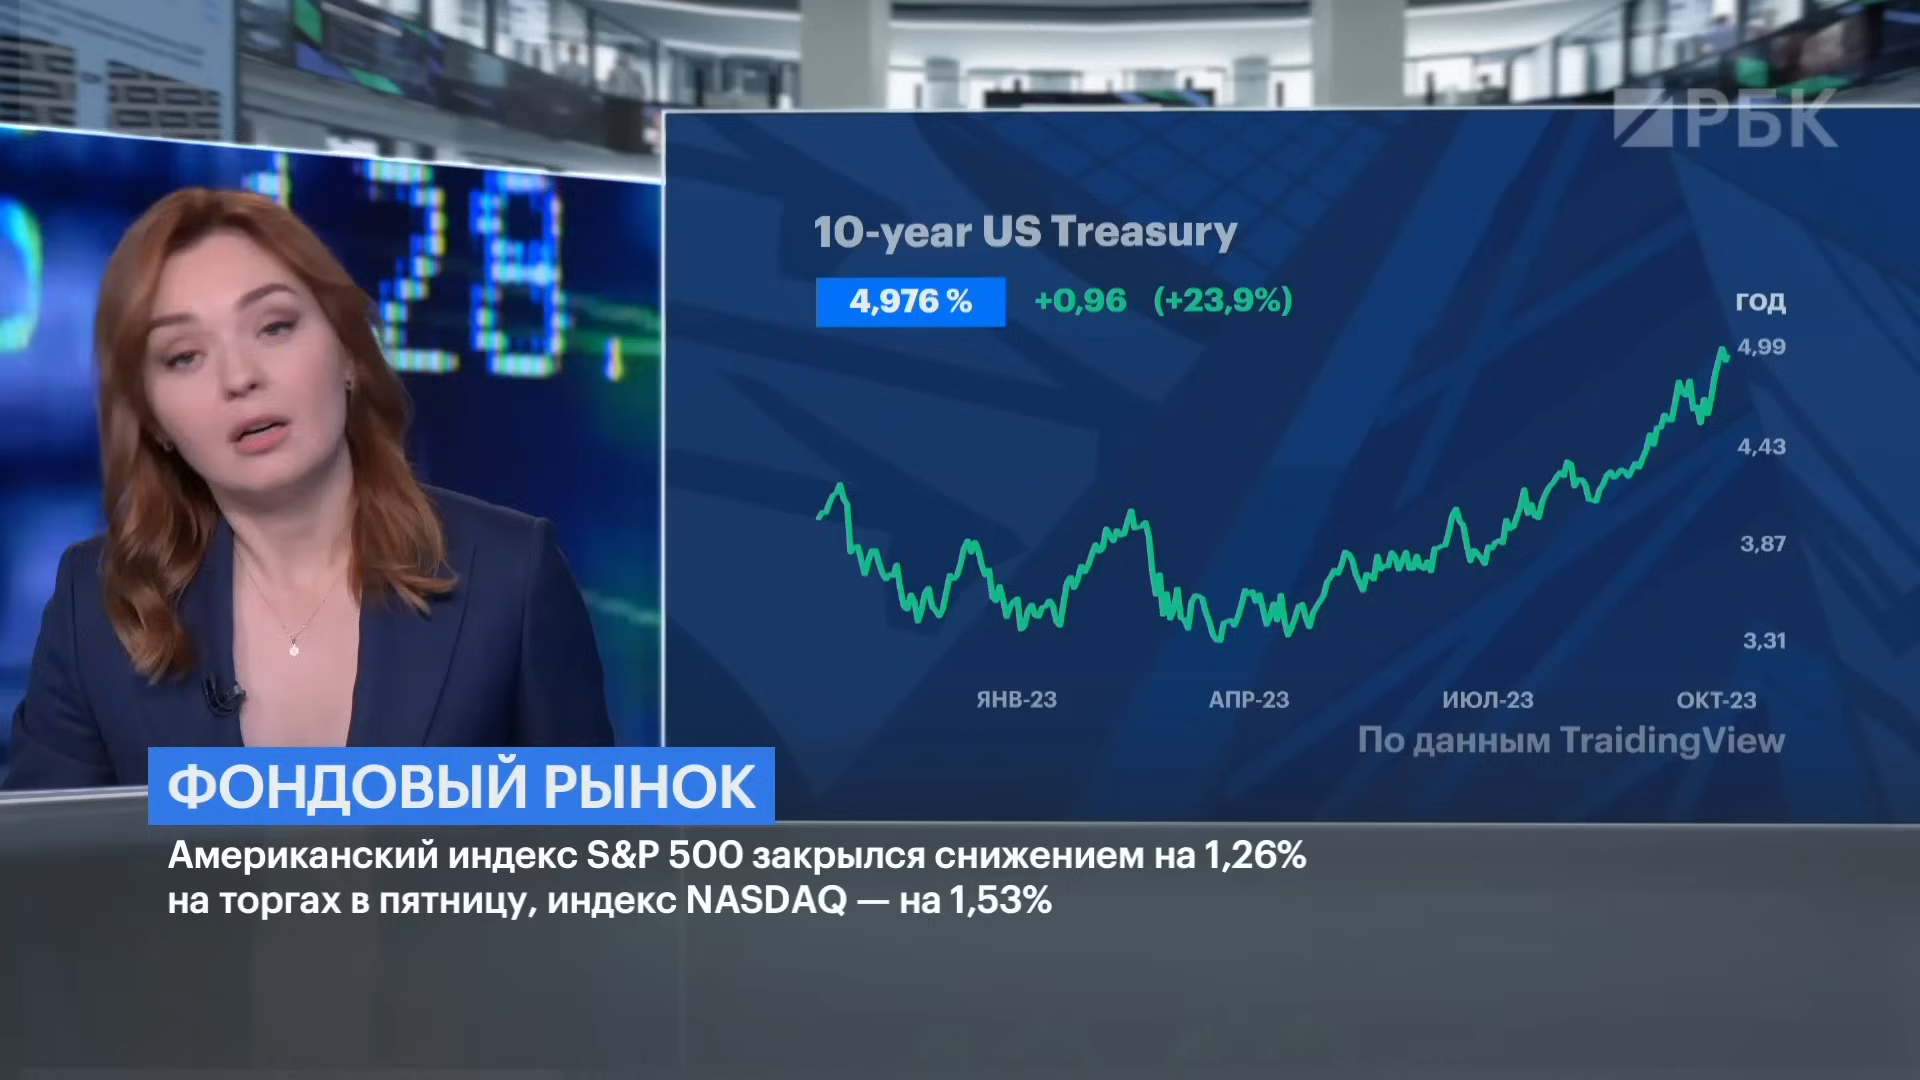 128,
РБК
10-year US Treasury
4,976 % +0,96 (+23,9%)
ГОД
4,99
4,43
3,87
3,31
ЯНВ-23 АПР-23 ИЮЛ-23 ОКТ-23
По данным TraidingView
ФОНДОВЫЙ РЫНОК
Американский индекс S&P 500 закрылся снижением на 1,26%
на торгах в пятницу, индекс NASDAQ — на 1,53%